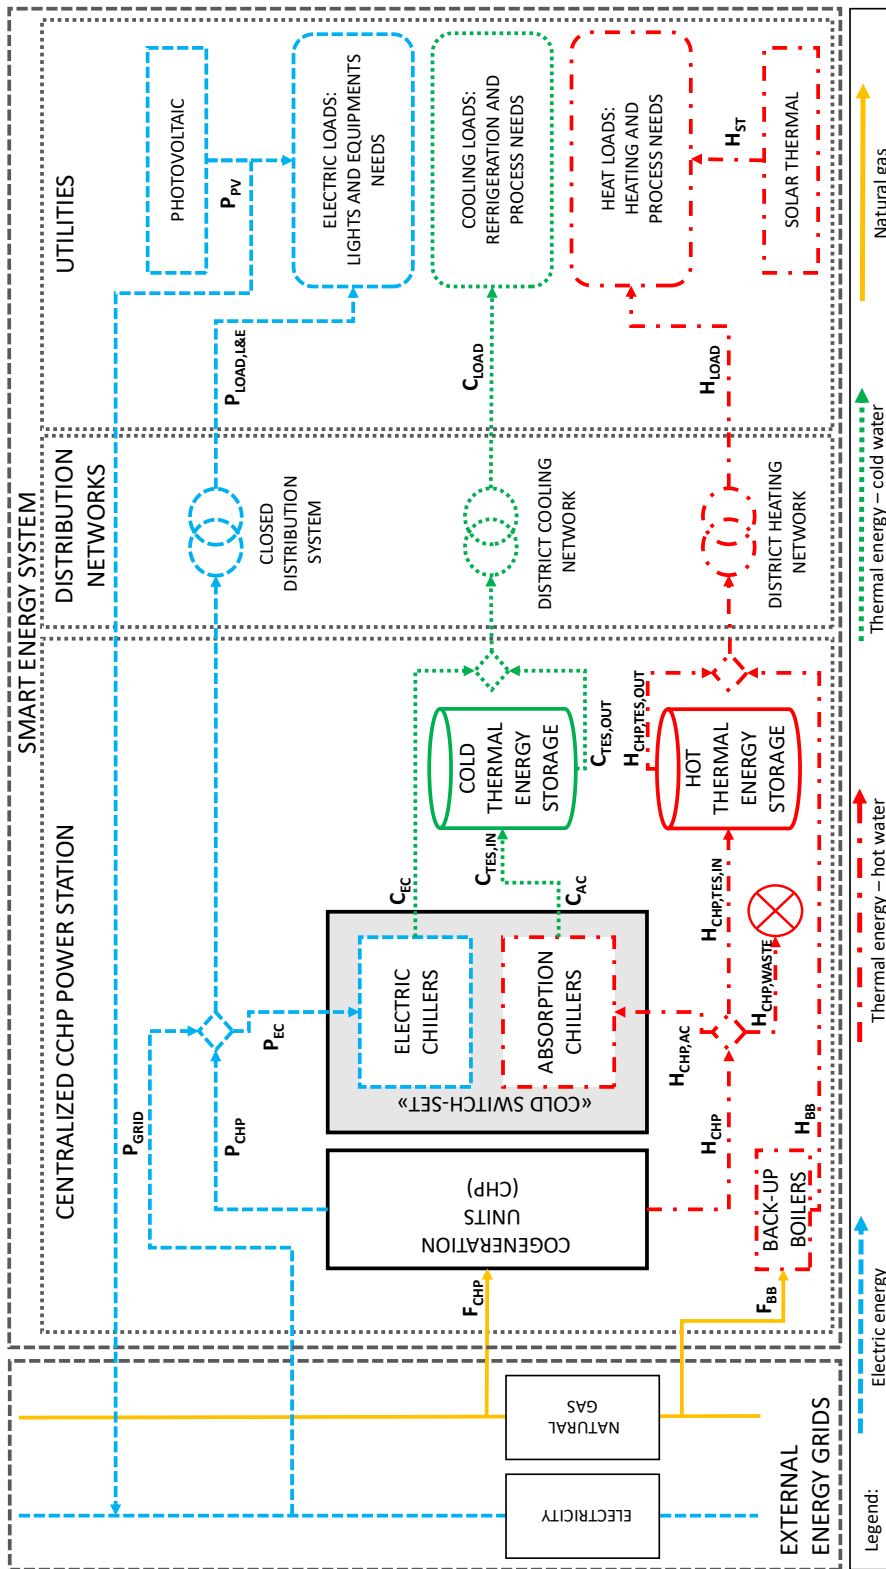 SMART ENERGY SYSTEM
CENTRALIZED CCHP POWER STATION
DISTRIBUTION
NETWORKS
UTILITIES
PHOTOVOLTAIC
P_PV
P_GRID
P_CHP
P_EC
P_LOAD,L&E
CLOSED
DISTRIBUTION
SYSTEM
ELECTRIC LOADS:
LIGHTS AND EQUIPMENTS
NEEDS
COGENERATION
UNITS
(CHP)
F_CHP
«COLD SWITCH-SET»
ELECTRIC
CHILLERS
ABSORPTION
CHILLERS
C_EC
C_AC
C_TES,IN
COLD
THERMAL
ENERGY
STORAGE
C_TES,OUT
DISTRICT COOLING
NETWORK
C_LOAD
COOLING LOADS:
REFRIGERATION AND
PROCESS NEEDS
H_CHP
H_CHP,AC
H_CHP,TES,IN
H_CHP,WASTE
HOT
THERMAL
ENERGY
STORAGE
H_CHP,TES,OUT
DISTRICT HEATING
NETWORK
H_LOAD
HEAT LOADS:
HEATING AND
PROCESS NEEDS
H_ST
SOLAR THERMAL
F_BB
BACK-UP
BOILERS
H_BB
ELECTRICITY
NATURAL
GAS
EXTERNAL
ENERGY GRIDS
Legend:
Electric energy
Thermal energy – hot water
Thermal energy – cold water
Natural gas